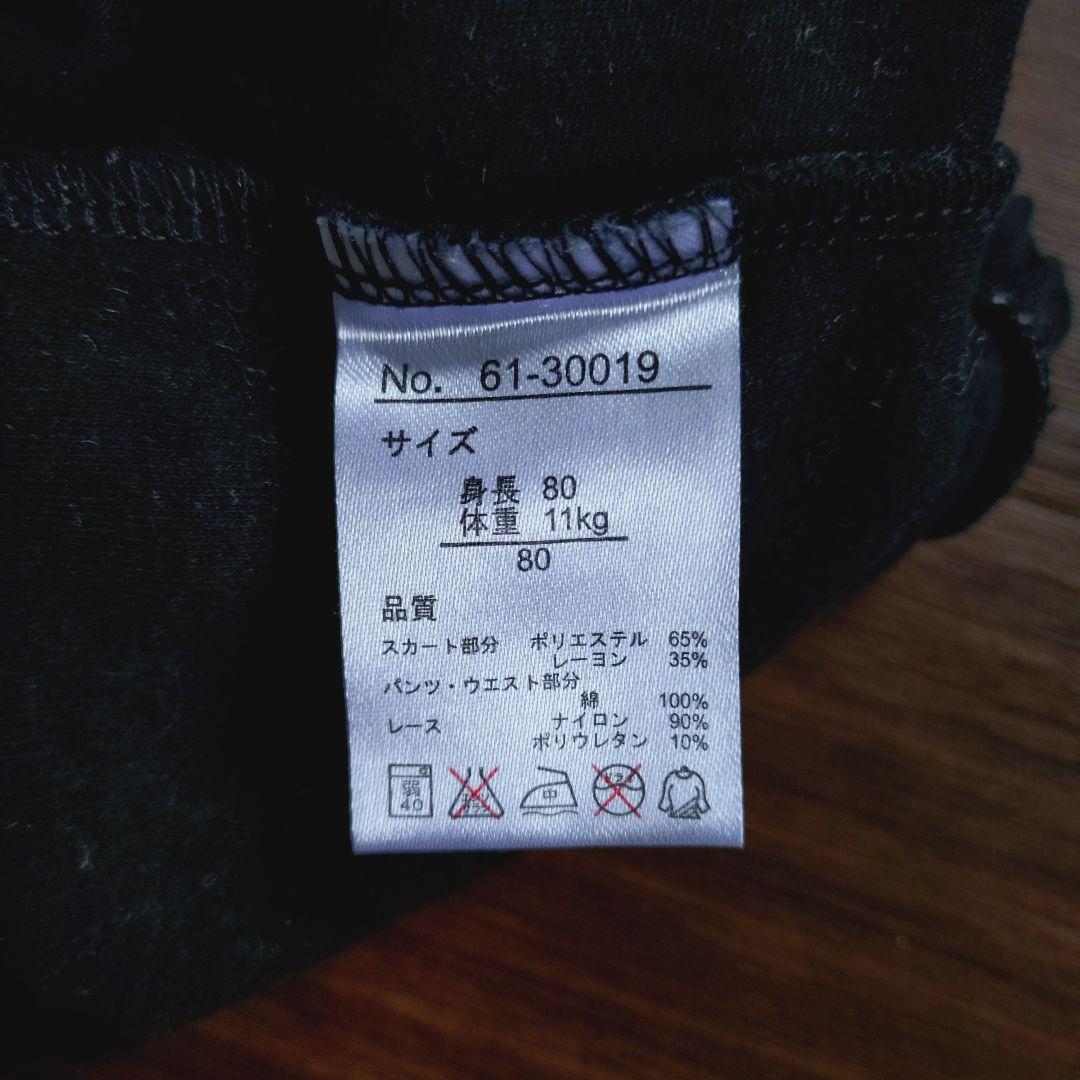 No. 61-30019
サイズ
身長 80
体重 11kg
80
品質
スカート部分 ポリエステル 65%
レーヨン 35%
パンツ・ウエスト部分
綿 100%
レース ナイロン 90%
ポリウレタン 10%
弱 中
40